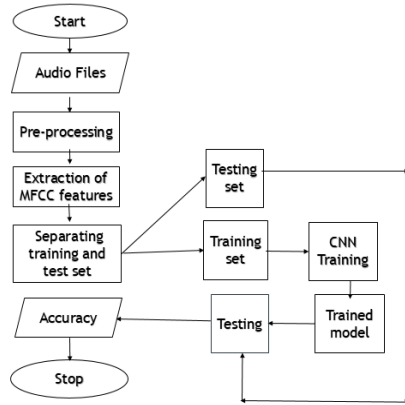 Start
Audio Files
Pre-processing
Extraction of
MFCC features
Separating
training and
test set
Testing
set
Training
set
CNN
Training
Trained
model
Testing
Accuracy
Stop